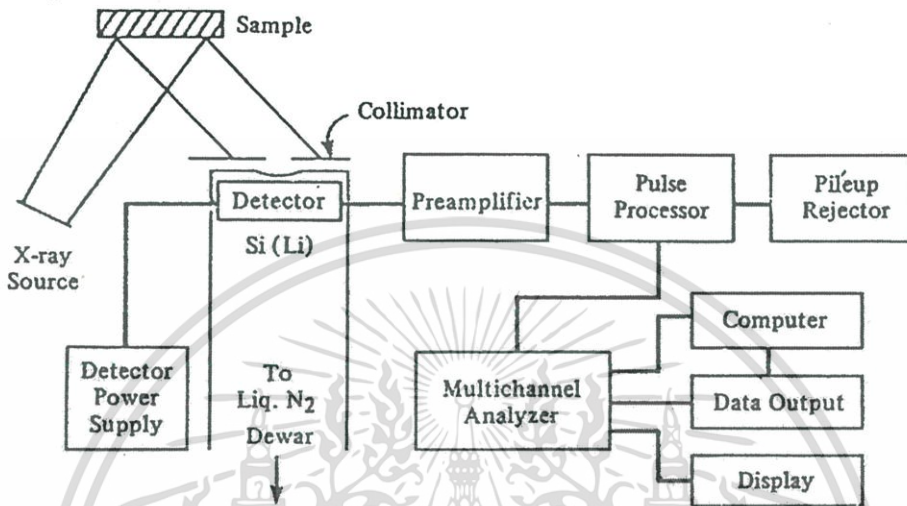 Sample
Collimator
X-ray
Source
Detector
Si (Li)
Preamplifier
Pulse
Processor
Pileup
Rejector
Detector
Power
Supply
To
Liq. N2
Dewar
Multichannel
Analyzer
Computer
Data Output
Display